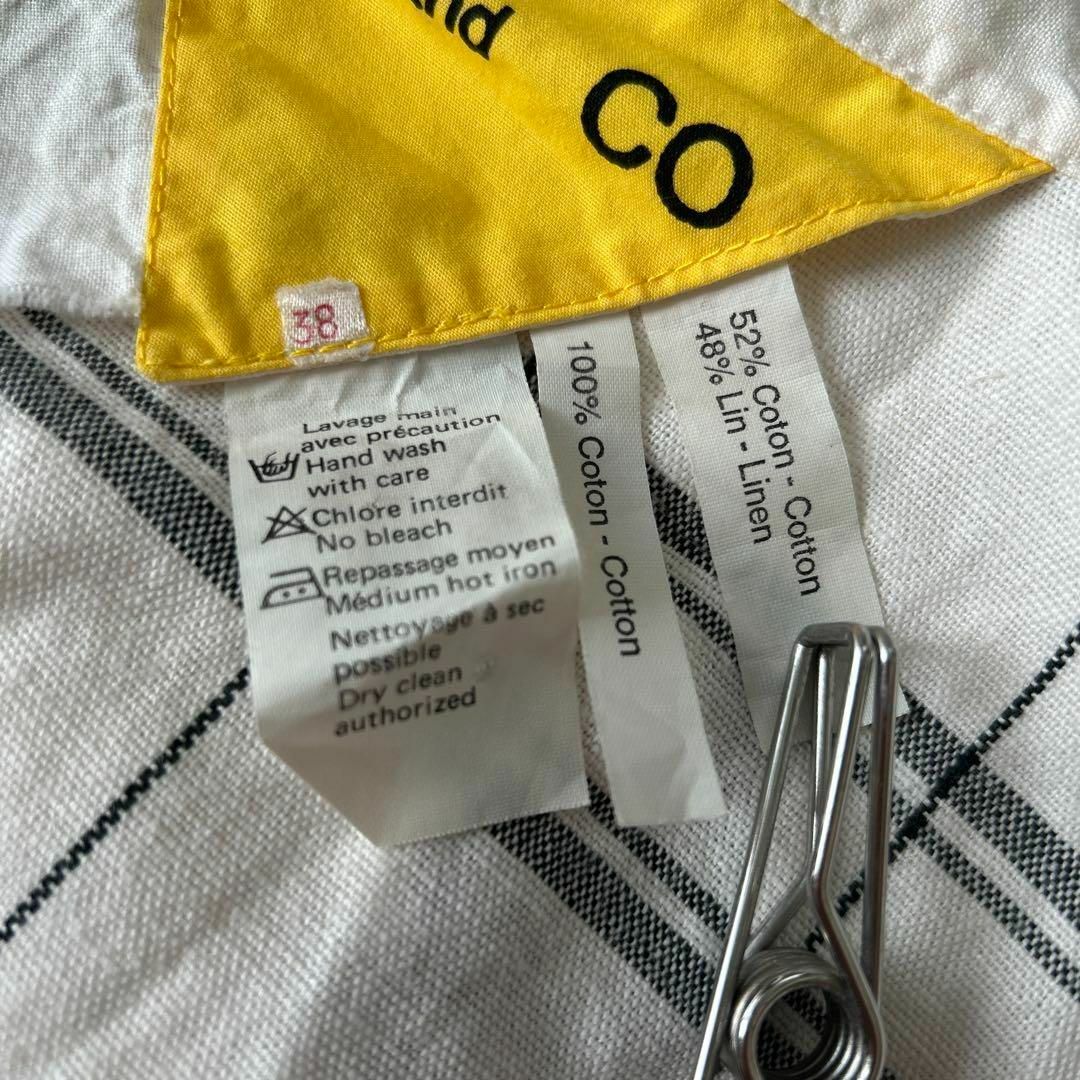 CO
38
Lavage main
avec précaution
Hand wash
with care
Chlore interdit
No bleach
Repassage moyen
Médium hot iron
Nettoyage à sec
possible
Dry clean
authorized
100% Coton - Cotton
52% Coton - Cotton
48% Lin - Linen